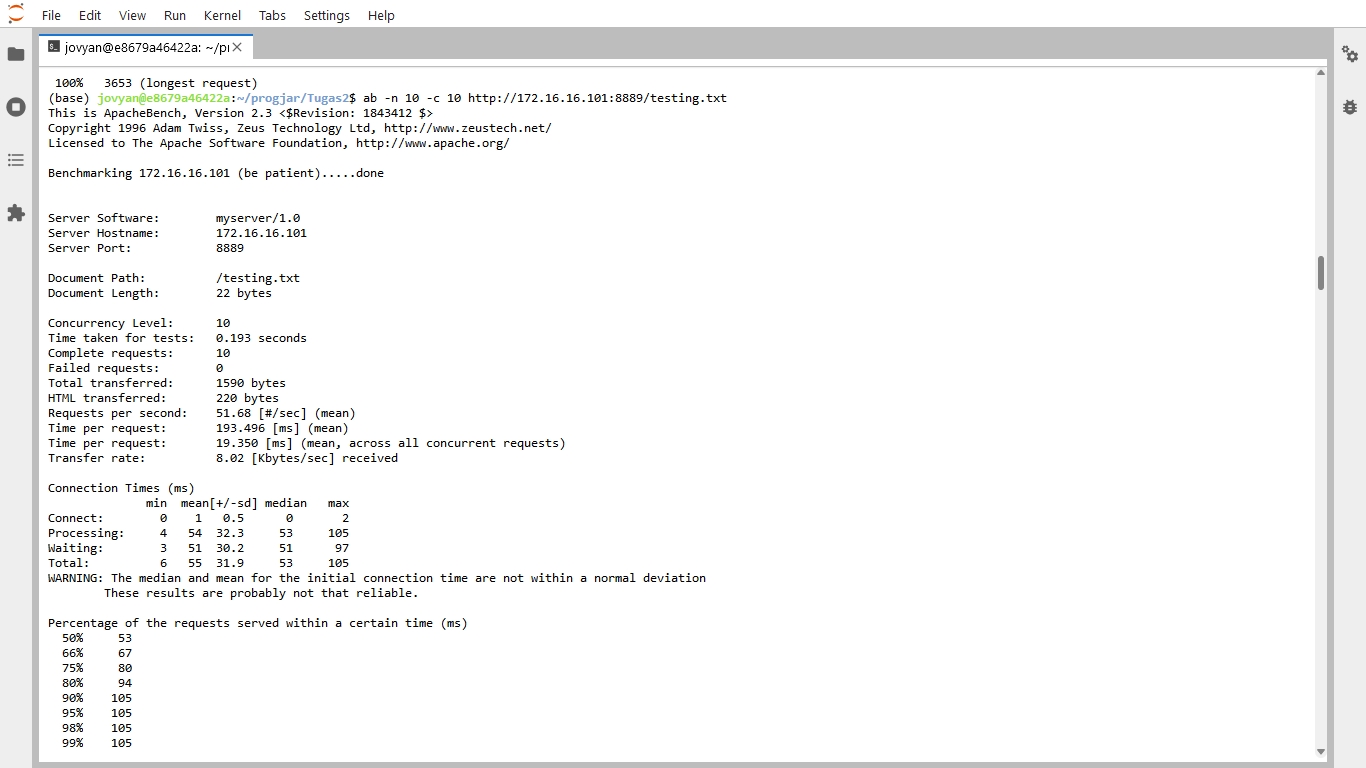 File Edit View Run Kernel Tabs Settings Help
jovyan@e8679a46422a: ~/pr
100% 3653 (longest request)
(base) jovyan@e8679a46422a:~/progjar/Tugas2$ ab -n 10 -c 10 http://172.16.16.101:8889/testing.txt
This is ApacheBench, Version 2.3 <$Revision: 1843412 $>
Copyright 1996 Adam Twiss, Zeus Technology Ltd, http://www.zeustech.net/
Licensed to The Apache Software Foundation, http://www.apache.org/
Benchmarking 172.16.16.101 (be patient).....done
Server Software: myserver/1.0
Server Hostname: 172.16.16.101
Server Port: 8889
Document Path: /testing.txt
Document Length: 22 bytes
Concurrency Level: 10
Time taken for tests: 0.193 seconds
Complete requests: 10
Failed requests: 0
Total transferred: 1590 bytes
HTML transferred: 220 bytes
Requests per second: 51.68 [#/sec] (mean)
Time per request: 193.496 [ms] (mean)
Time per request: 19.350 [ms] (mean, across all concurrent requests)
Transfer rate: 8.02 [Kbytes/sec] received
Connection Times (ms)
min mean[+/-sd] median max
Connect: 0 1 0.5 0 2
Processing: 4 54 32.3 53 105
Waiting: 3 51 30.2 51 97
Total: 6 55 31.9 53 105
WARNING: The median and mean for the initial connection time are not within a normal deviation
These results are probably not that reliable.
Percentage of the requests served within a certain time (ms)
50% 53
66% 67
75% 80
80% 94
90% 105
95% 105
98% 105
99% 105